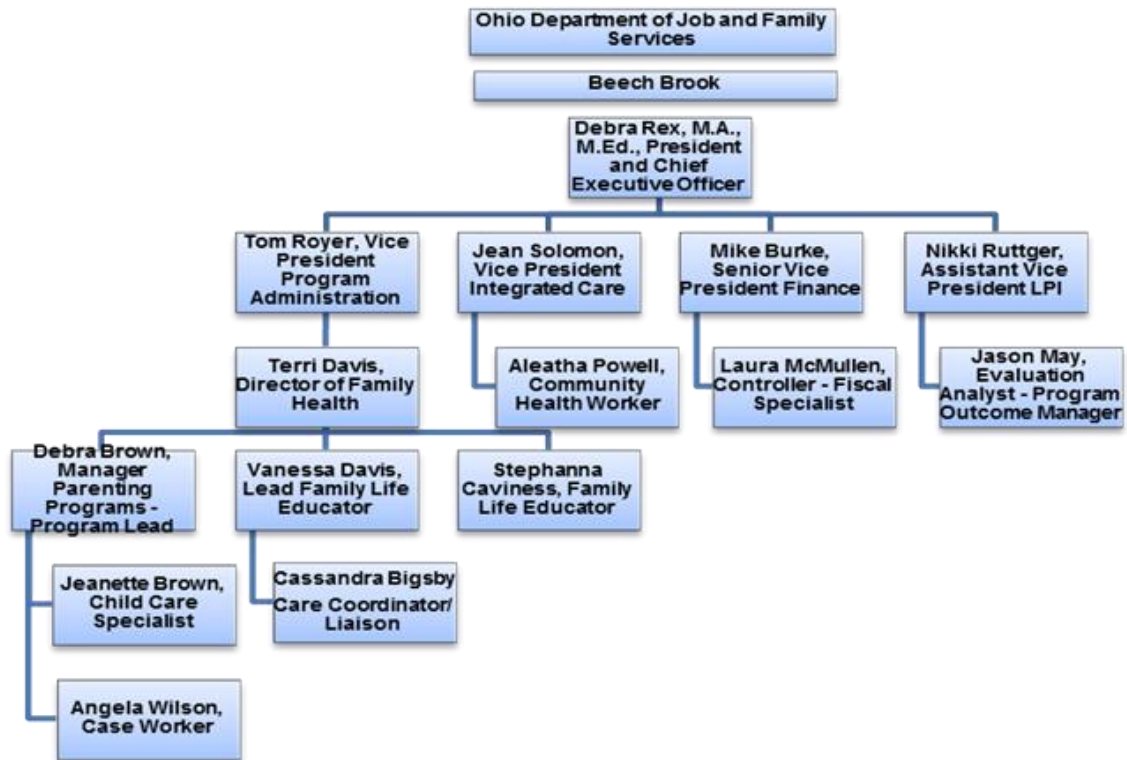 Ohio Department of Job and Family
Services
Beech Brook
Debra Rex, M.A.,
M.Ed., President
and Chief
Executive Officer
Tom Royer, Vice
President
Program
Administration
Jean Solomon,
Vice President
Integrated Care
Mike Burke,
Senior Vice
President Finance
Nikki Ruttger,
Assistant Vice
President LPI
Terri Davis,
Director of Family
Health
Aleatha Powell,
Community
Health Worker
Laura McMullen,
Controller - Fiscal
Specialist
Jason May,
Evaluation
Analyst - Program
Outcome Manager
Debra Brown,
Manager
Parenting
Programs -
Program Lead
Vanessa Davis,
Lead Family Life
Educator
Stephanna
Caviness, Family
Life Educator
Jeanette Brown,
Child Care
Specialist
Cassandra Bigsby
Care Coordinator/
Liaison
Angela Wilson,
Case Worker